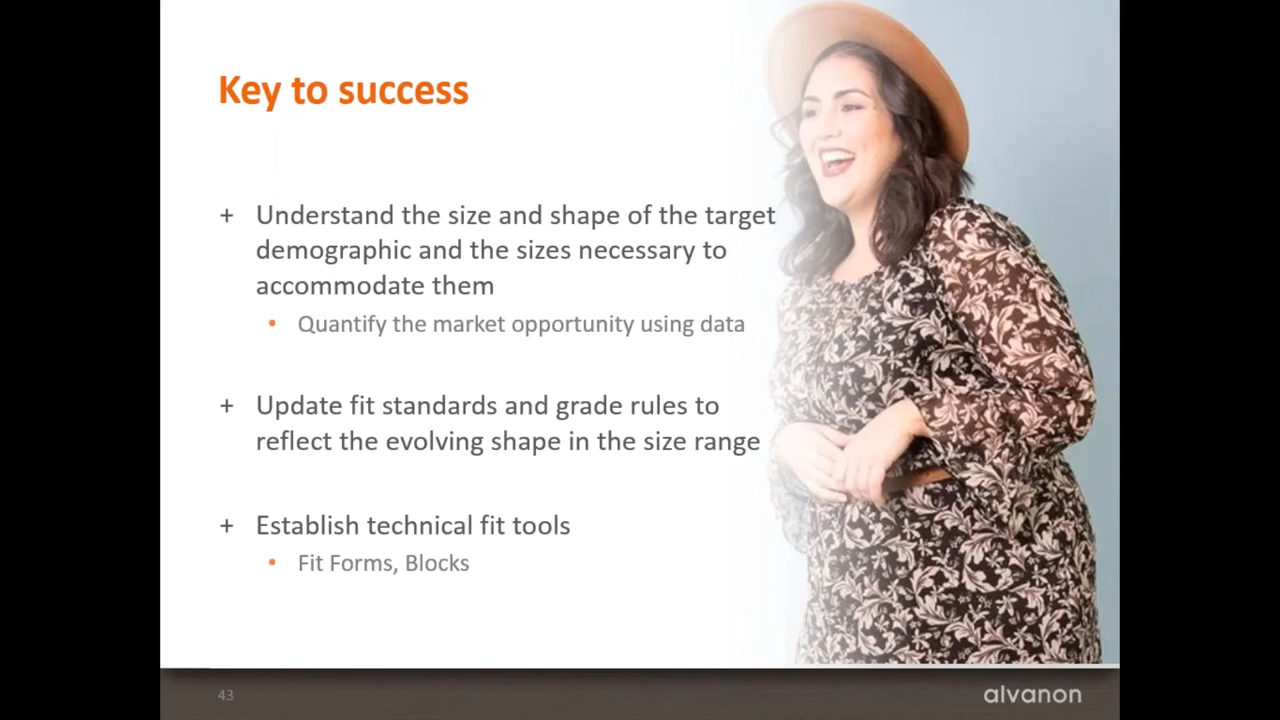 Key to success
+ Understand the size and shape of the target
demographic and the sizes necessary to
accommodate them
• Quantify the market opportunity using data
+ Update fit standards and grade rules to
reflect the evolving shape in the size range
+ Establish technical fit tools
• Fit Forms, Blocks
43
alvanon